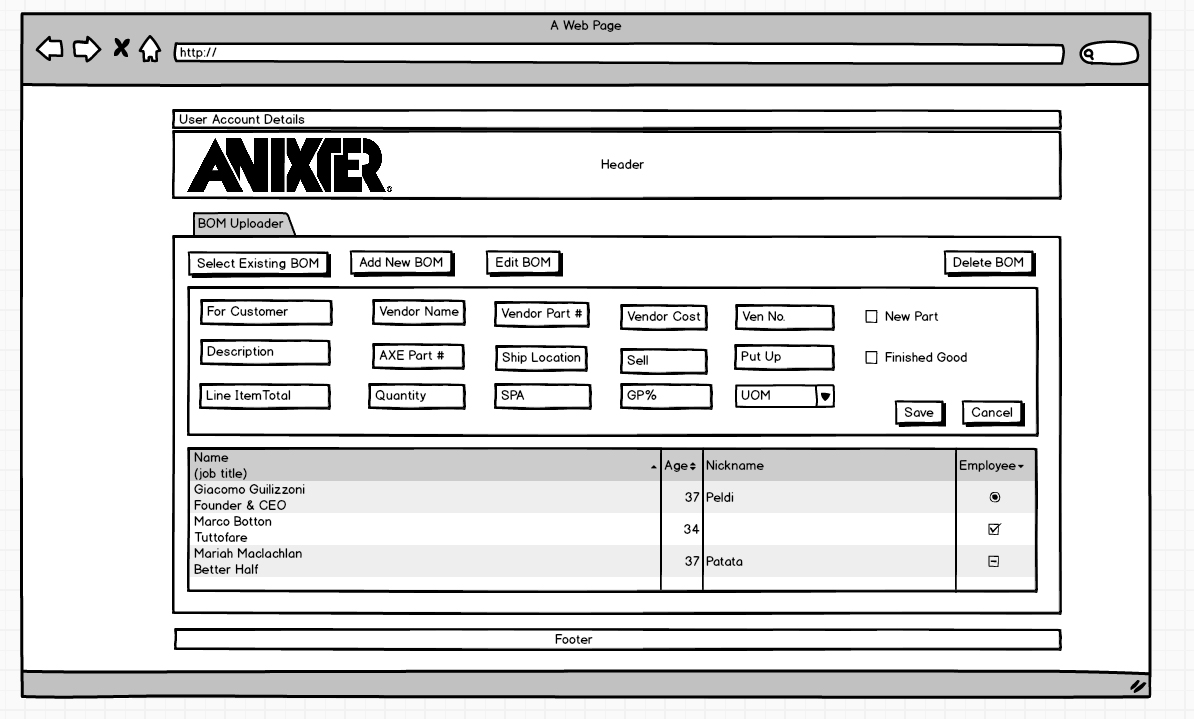 A Web Page
http://
User Account Details
ANIXTER®
Header
BOM Uploader
Select Existing BOM
Add New BOM
Edit BOM
Delete BOM
For Customer
Vendor Name
Vendor Part #
Vendor Cost
Ven No.
New Part
Description
AXE Part #
Ship Location
Sell
Put Up
Finished Good
Line ItemTotal
Quantity
SPA
GP%
UOM
Save
Cancel
Name
(job title)
Age
Nickname
Employee
Giacomo Guilizzoni
Founder & CEO
37
Peldi
Marco Botton
Tuttofare
34
Mariah Maclachlan
Better Half
37
Patata
Footer